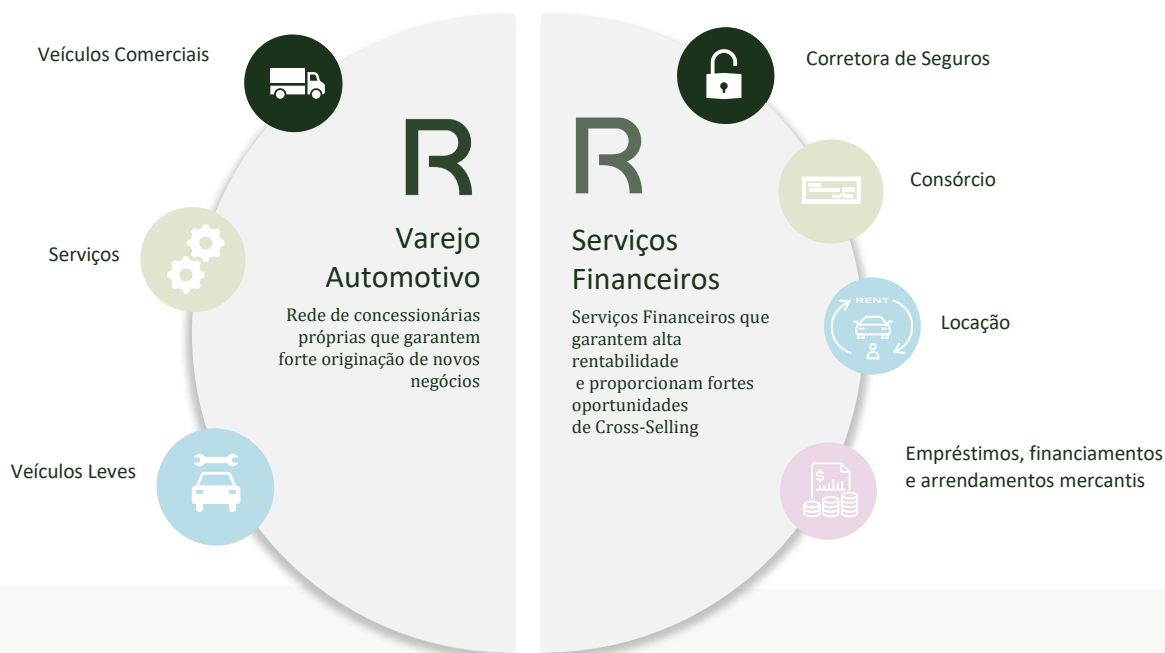 Veículos Comerciais
Serviços
Veículos Leves
R
Varejo
Automotivo
Rede de concessionárias
próprias que garantem
forte originação de novos
negócios
R
Serviços
Financeiros
Serviços Financeiros que
garantem alta
rentabilidade
e proporcionam fortes
oportunidades
de Cross-Selling
Corretora de Seguros
Consórcio
RENT
Locação
$
Empréstimos, financiamentos
e arrendamentos mercantis